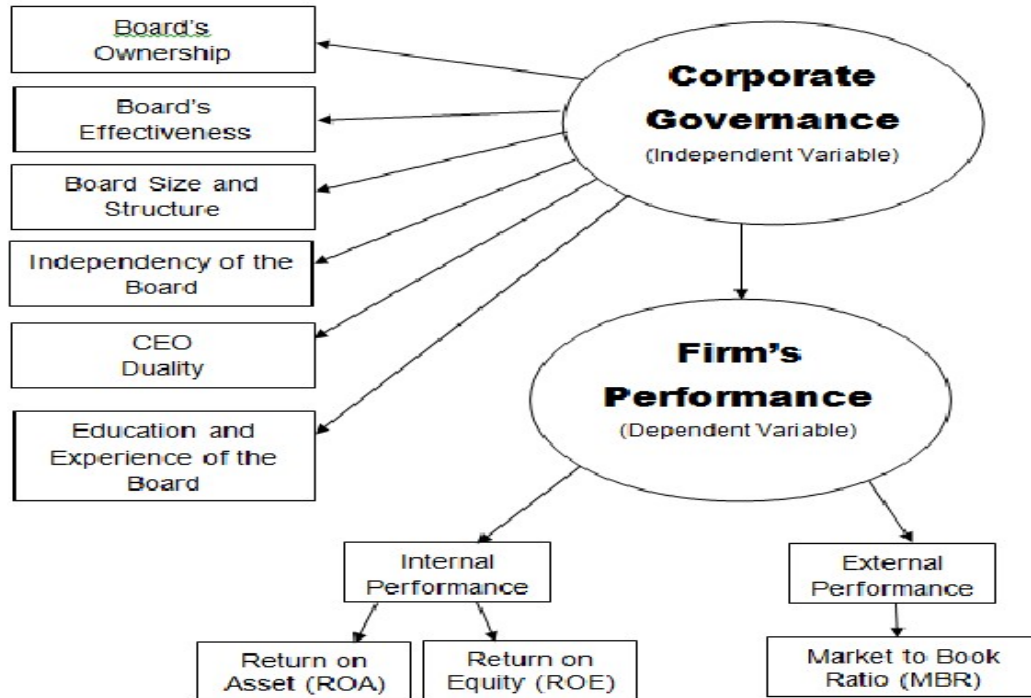 Board's
Ownership
Board's
Effectiveness
Board Size and
Structure
Independency of the
Board
CEO
Duality
Education and
Experience of the
Board
Corporate
Governance
(Independent Variable)
Firm's
Performance
(Dependent Variable)
Internal
Performance
External
Performance
Return on
Asset (ROA)
Return on
Equity (ROE)
Market to Book
Ratio (MBR)